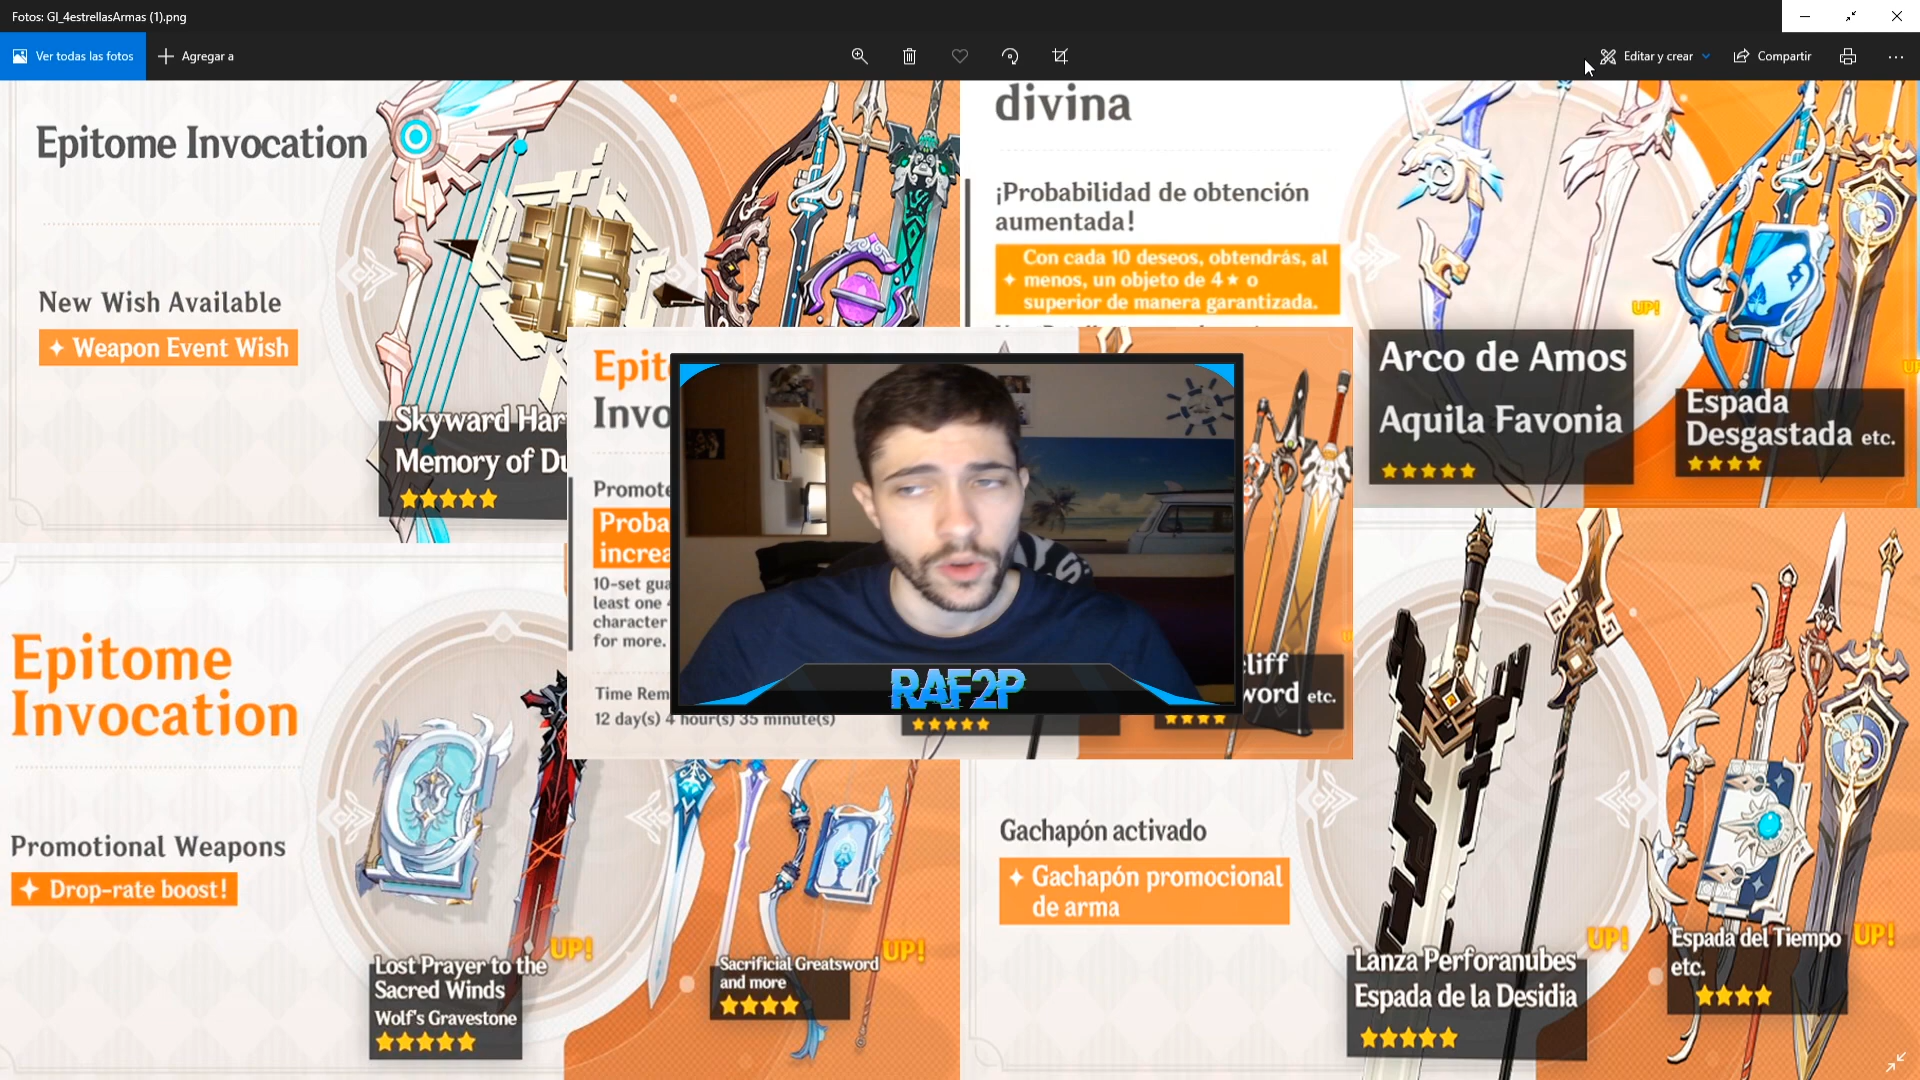 Fotos: GI_4estrellasArmas (1).png
Ver todas las fotos
Agregar a
Editar y crear
Compartir
Epitome Invocation
New Wish Available
Weapon Event Wish
Skyward Har
Memory of Du
divina
¡Probabilidad de obtención
aumentada!
Con cada 10 deseos, obtendrás, al
menos, un objeto de 4★ o
superior de manera garantizada.
UP!
Arco de Amos
Aquila Favonia
Espada
Desgastada etc.
Epit
Invo
Promote
Proba
increa
10-set gua
least one
character
for more.
Time Rem
12 day(s) 4 hour(s) 35 minute(s)
cliff
word etc.
RAF2P
Epitome
Invocation
Promotional Weapons
Drop-rate boost!
UP!
Lost Prayer to the
Sacred Winds
Wolf's Gravestone
UP!
Sacrificial Greatsword
and more
Gachapón activado
Gachapón promocional
de arma
UP!
Lanza Perforanubes
Espada de la Desidia
UP!
Espada del Tiempo
etc.